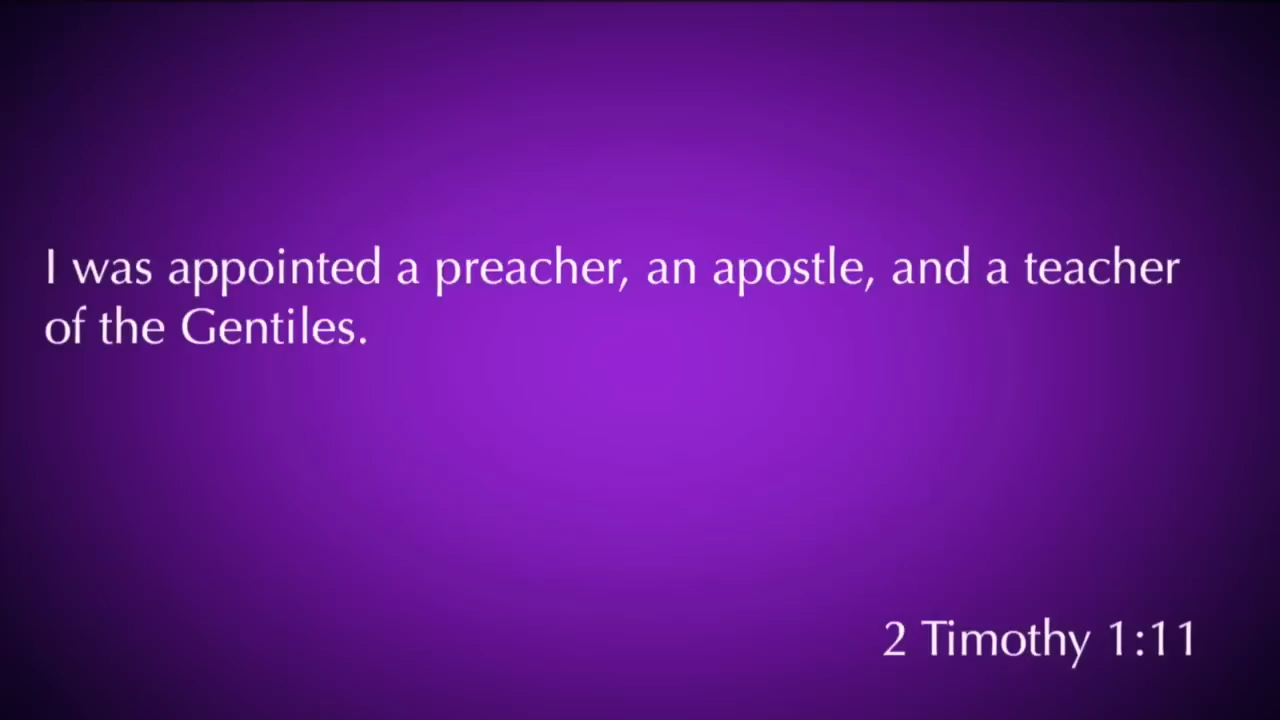 I was appointed a preacher, an apostle, and a teacher
of the Gentiles.
2 Timothy 1:11